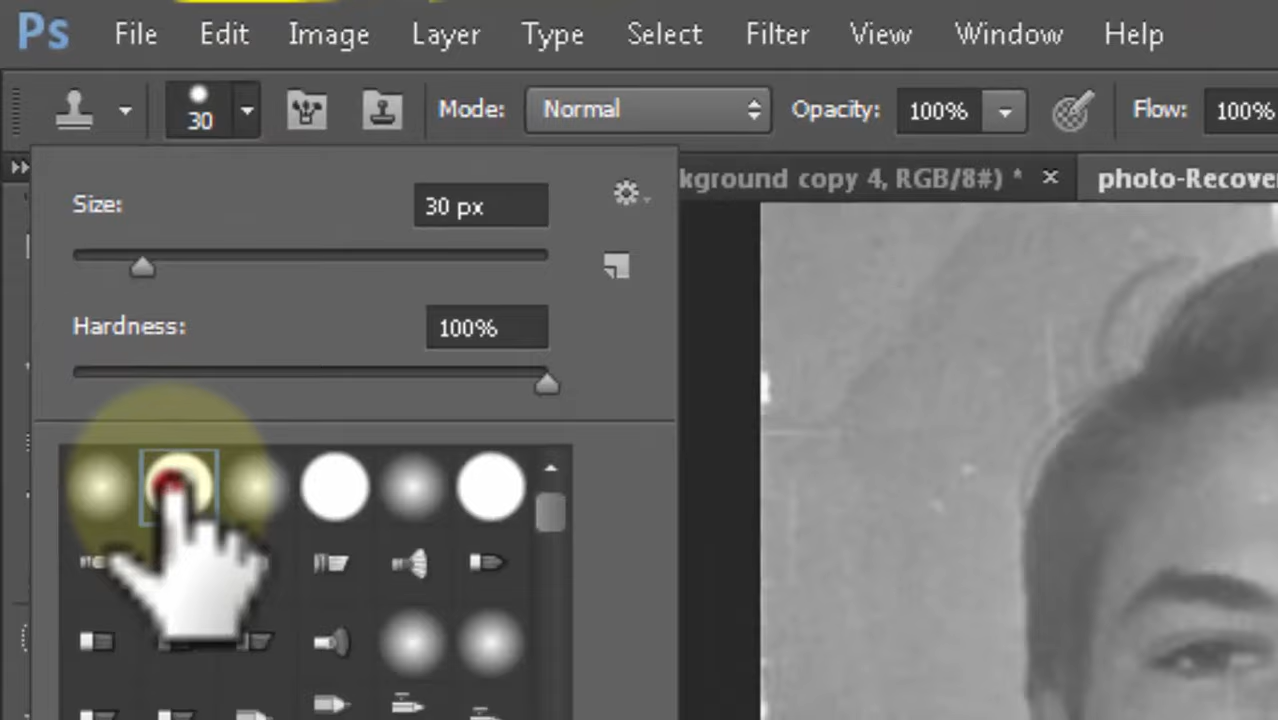 Ps File Edit Image Layer Type Select Filter View Window Help
30 Mode: Normal Opacity: 100% Flow: 100%
kground copy 4, RGB/8#) * × photo-Recove
Size: 30 px
Hardness: 100%